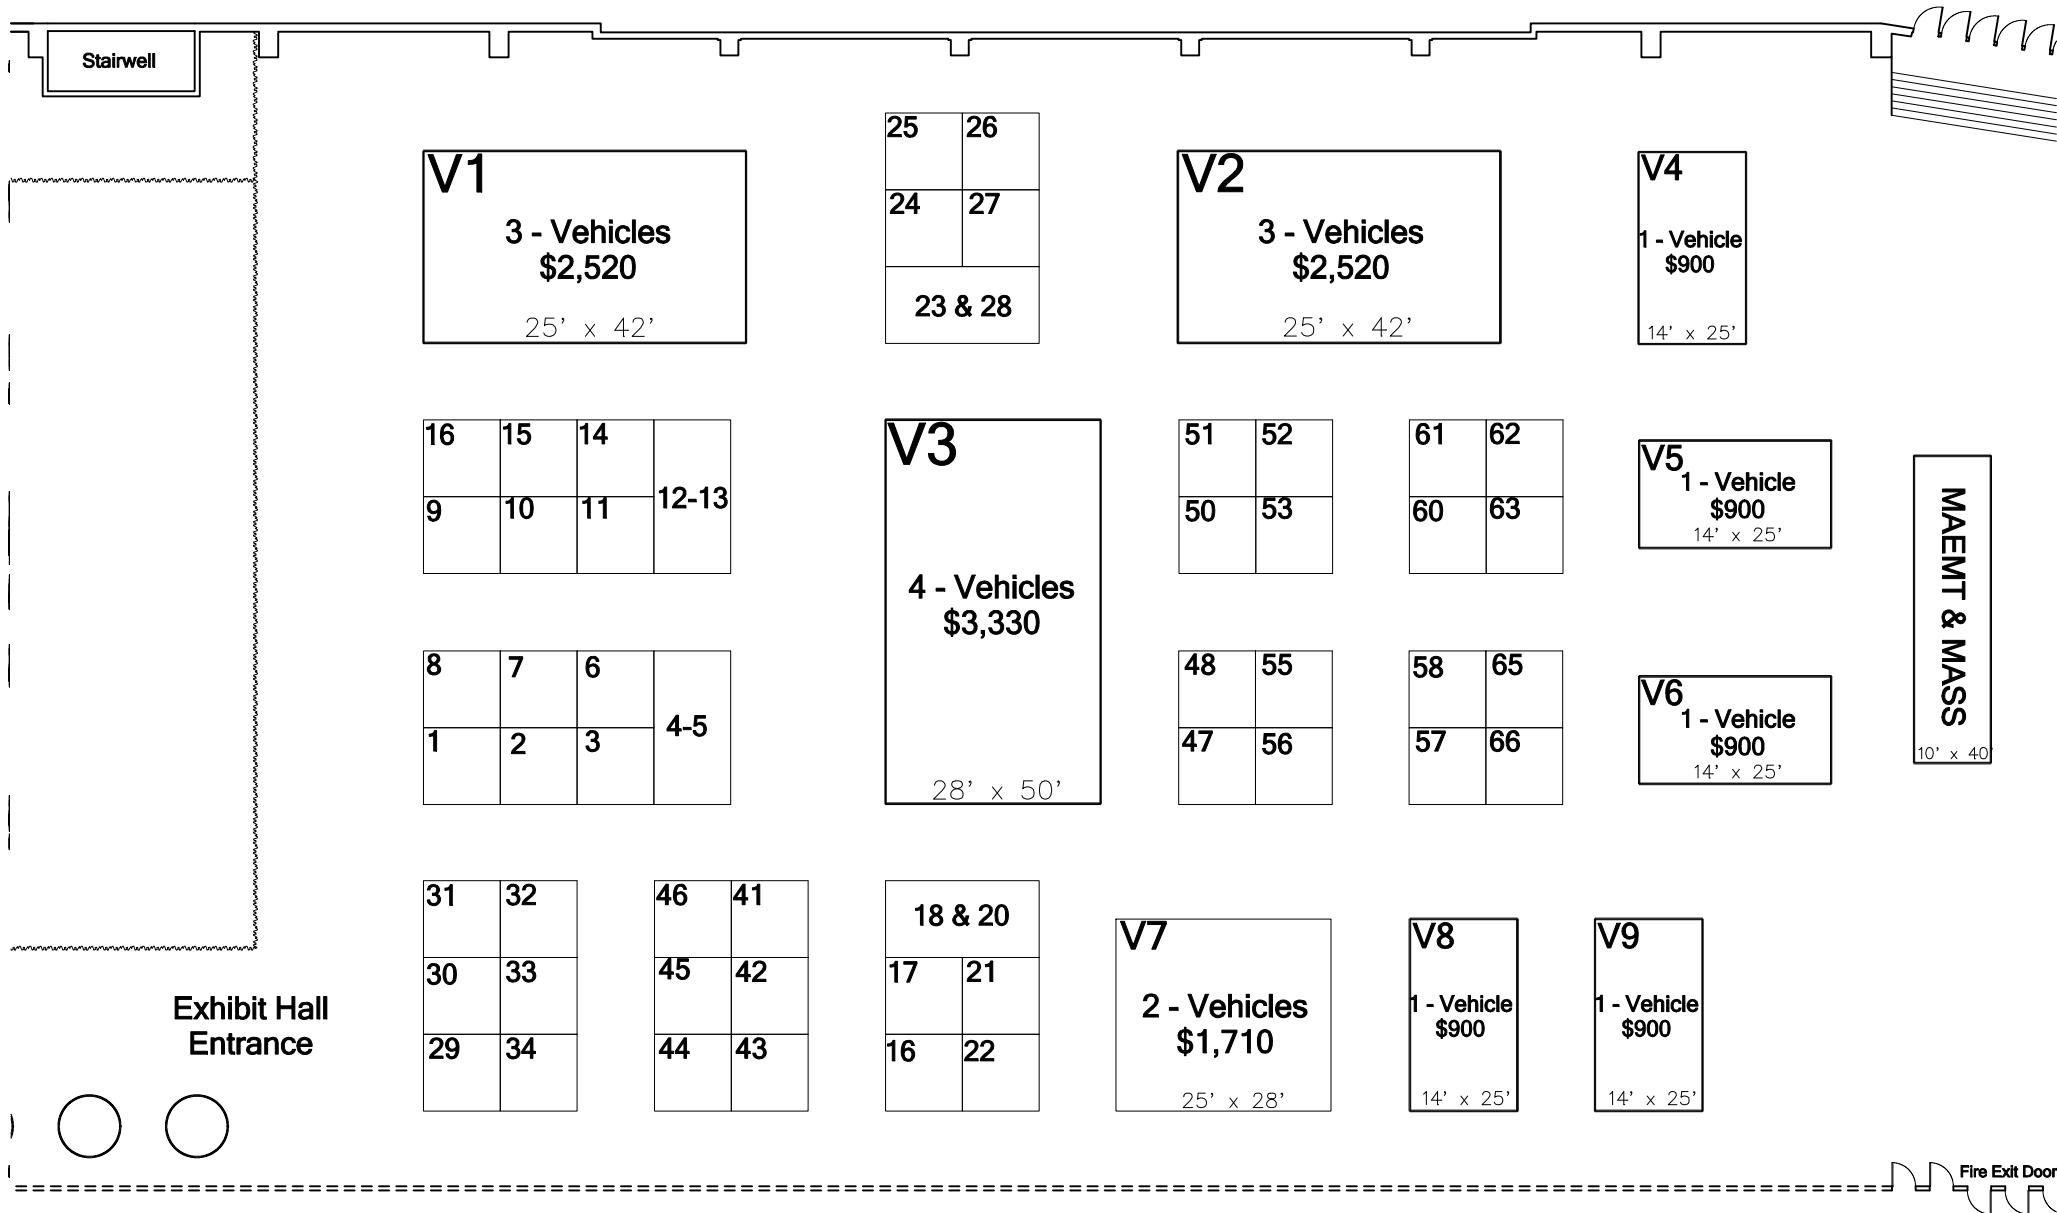 Stairwell
25 26
V1
V2
V4
24 27
3 - Vehicles
$2,520
3 - Vehicles
$2,520
1 - Vehicle
$900
23 & 28
25' x 42'
25' x 42'
14' x 25'
16 15 14
12-13
9 10 11
V3
4 - Vehicles
$3,330
28' x 50'
51 52
50 53
61 62
60 63
V5
1 - Vehicle
$900
14' x 25'
MAEMT & MASS
10' x 40'
8 7 6
4-5
1 2 3
48 55
47 56
58 65
57 66
V6
1 - Vehicle
$900
14' x 25'
31 32
30 33
29 34
46 41
45 42
44 43
18 & 20
17 21
16 22
V7
2 - Vehicles
$1,710
25' x 28'
V8
1 - Vehicle
$900
14' x 25'
V9
1 - Vehicle
$900
14' x 25'
Exhibit Hall
Entrance
Fire Exit Door